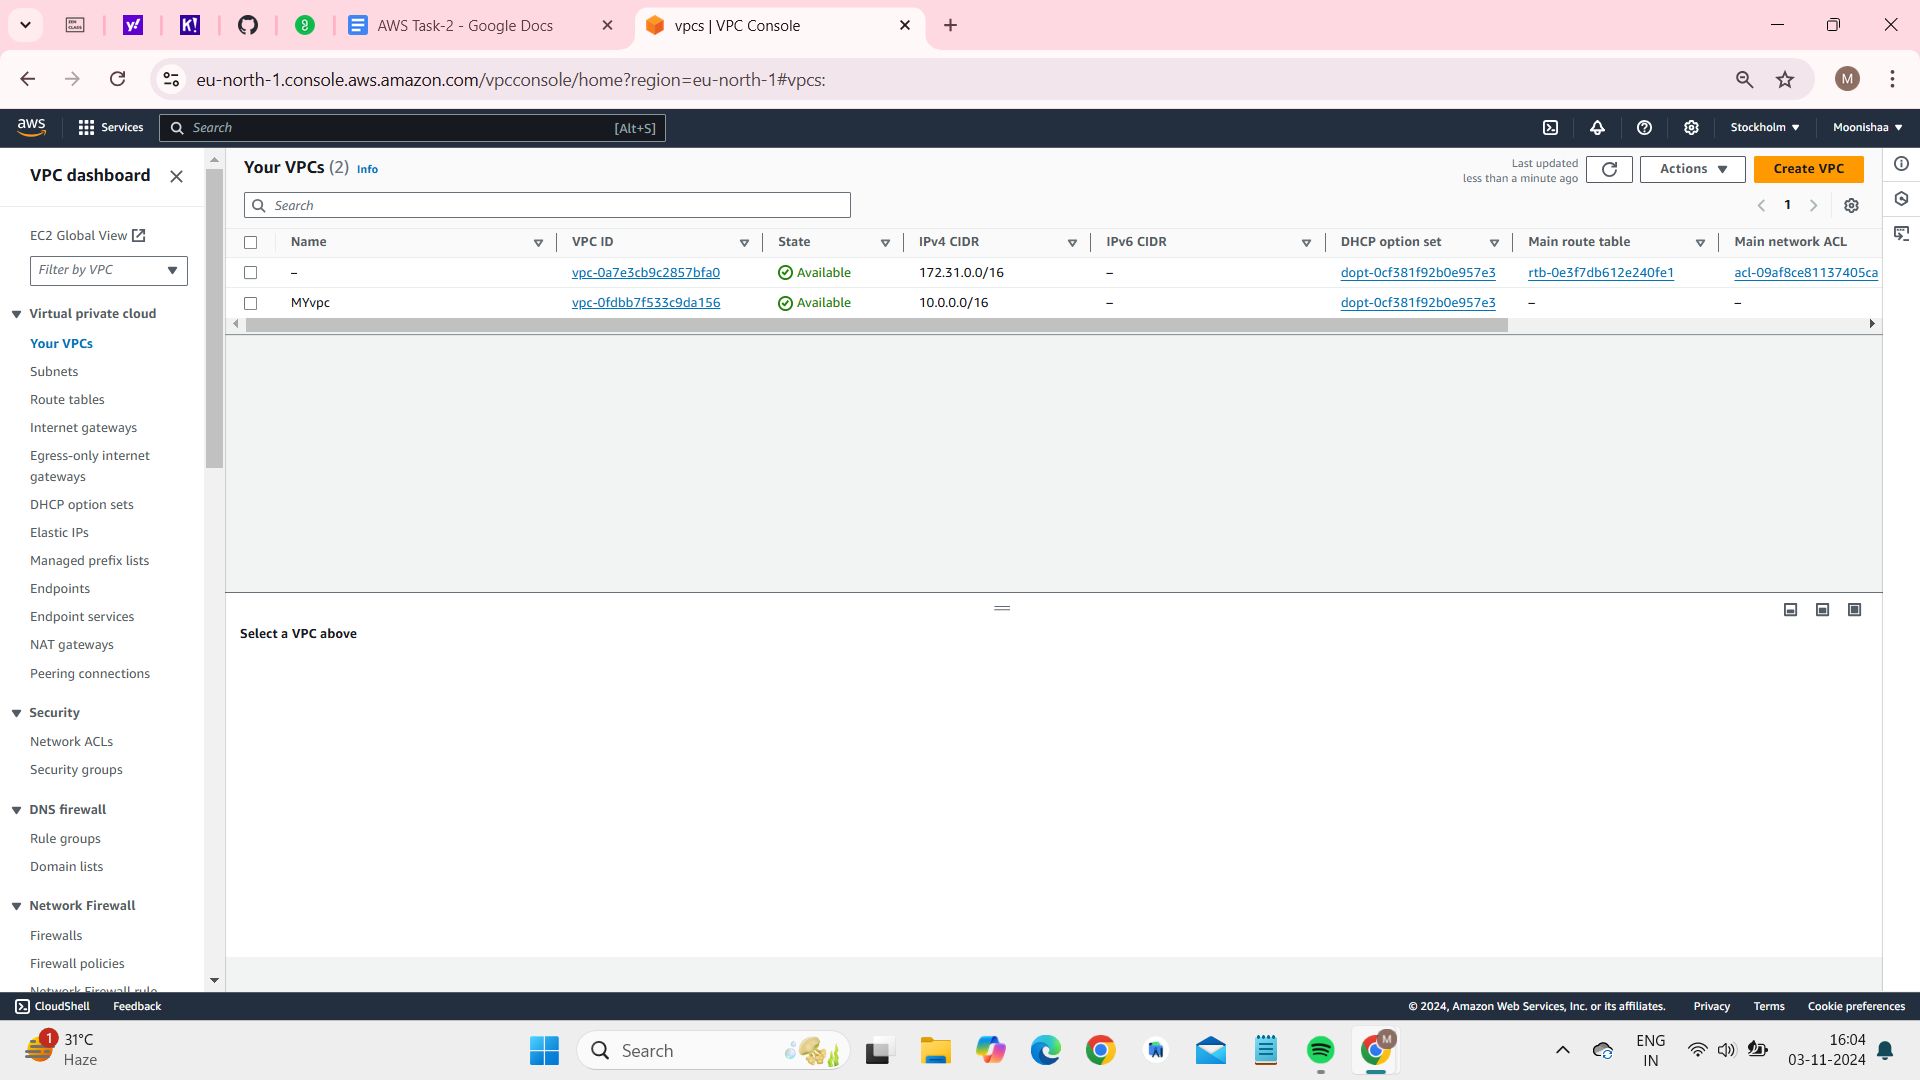 AWS Task-2 - Google Docs
vpcs | VPC Console
eu-north-1.console.aws.amazon.com/vpcconsole/home?region=eu-north-1#vpcs:
M
aws
Services
Search
[Alt+S]
Stockholm
Moonishaa
VPC dashboard
EC2 Global View
Filter by VPC
Virtual private cloud
Your VPCs
Subnets
Route tables
Internet gateways
Egress-only internet
gateways
DHCP option sets
Elastic IPs
Managed prefix lists
Endpoints
Endpoint services
NAT gateways
Peering connections
Security
Network ACLs
Security groups
DNS firewall
Rule groups
Domain lists
Network Firewall
Firewalls
Firewall policies
Network Firewall rule
Your VPCs (2) Info
Last updated
less than a minute ago
Actions
Create VPC
Search
1
Name VPC ID State IPv4 CIDR IPv6 CIDR DHCP option set Main route table Main network ACL
– vpc-0a7e3cb9c2857bfa0 Available 172.31.0.0/16 – dopt-0cf381f92b0e957e3 rtb-0e3f7db612e240fe1 acl-09af8ce81137405ca
MYvpc vpc-0fdbb7f533c9da156 Available 10.0.0.0/16 – dopt-0cf381f92b0e957e3 – –
Select a VPC above
CloudShell Feedback © 2024, Amazon Web Services, Inc. or its affiliates. Privacy Terms Cookie preferences
1
31°C
Haze
Search
M
ENG
IN
16:04
03-11-2024